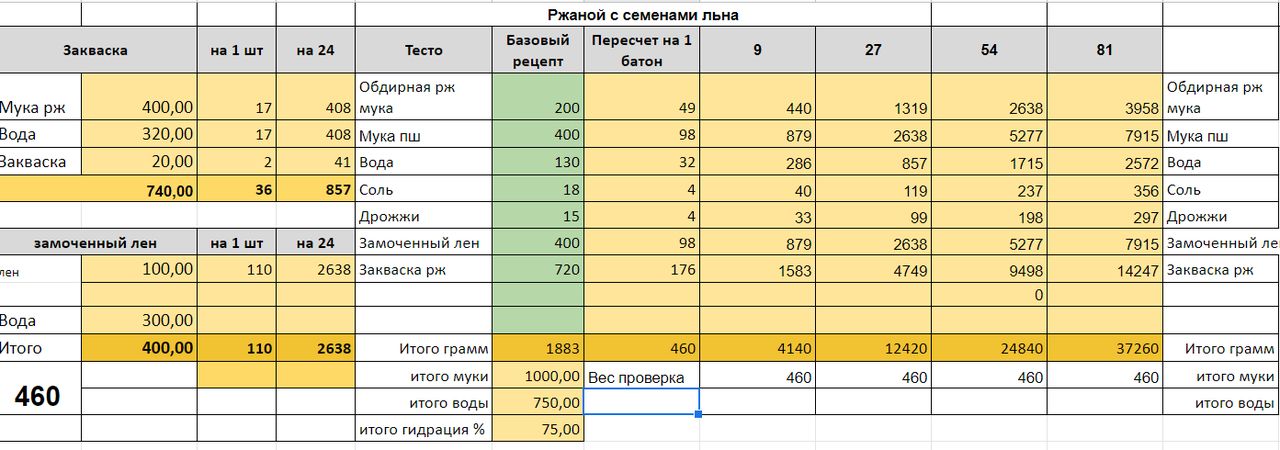 Ржаной с семенами льна
Закваска на 1 шт на 24 Тесто Базовый рецепт Пересчет на 1 батон 9 27 54 81
Мука рж 400,00 17 408 Обдирная рж мука 200 49 440 1319 2638 3958 Обдирная рж мука
Вода 320,00 17 408 Мука пш 400 98 879 2638 5277 7915 Мука пш
Закваска 20,00 2 41 Вода 130 32 286 857 1715 2572 Вода
740,00 36 857 Соль 18 4 40 119 237 356 Соль
Дрожжи 15 4 33 99 198 297 Дрожжи
замоченный лен на 1 шт на 24 Замоченный лен 400 98 879 2638 5277 7915 Замоченный ле
лен 100,00 110 2638 Закваска рж 720 176 1583 4749 9498 14247 Закваска рж
0
Вода 300,00
Итого 400,00 110 2638 Итого грамм 1883 460 4140 12420 24840 37260 Итого грамм
460 итого муки 1000,00 Вес проверка 460 460 460 460 итого муки
итого воды 750,00 итого воды
итого гидрация % 75,00